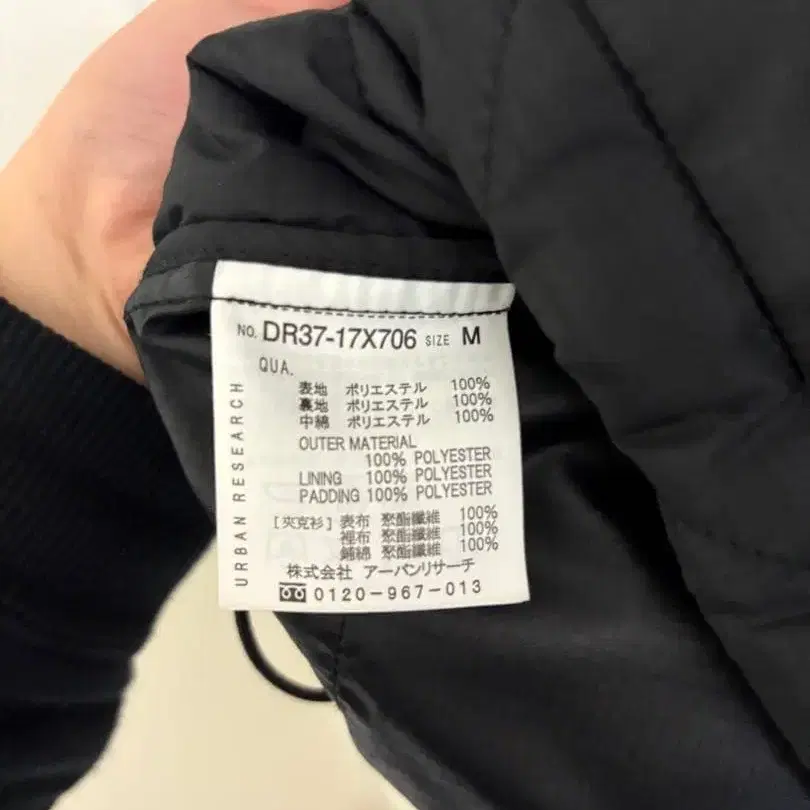 NO. DR37-17X706 SIZE M
QUA.
表地 ポリエステル 100%
裏地 ポリエステル 100%
中綿 ポリエステル 100%
OUTER MATERIAL
100% POLYESTER
LINING 100% POLYESTER
PADDING 100% POLYESTER
[夾克衫] 表布 聚酯纖維 100%
裡布 聚酯纖維 100%
鋪綿 聚酯纖維 100%
株式会社 アーバンリサーチ
0120-967-013
URBAN RESEARCH